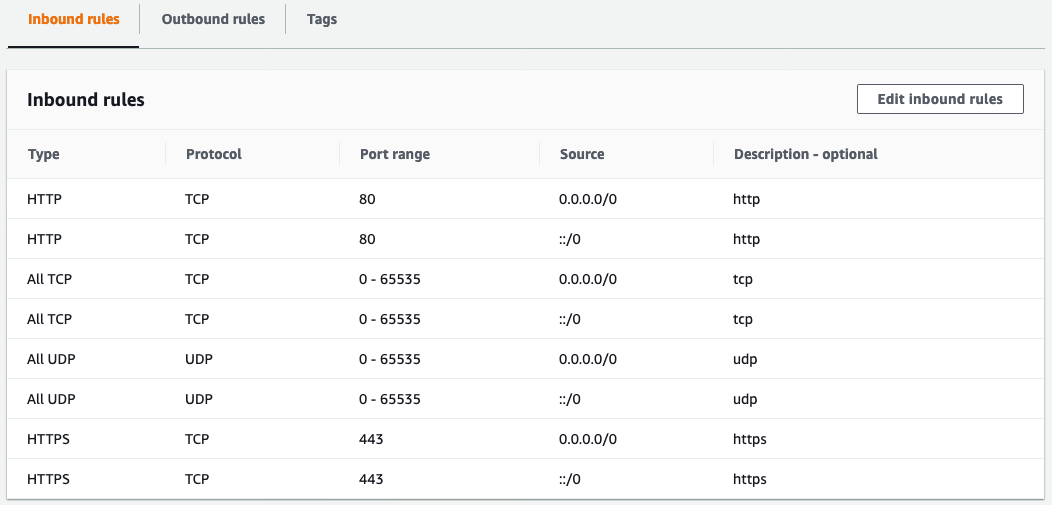 Inbound rules Outbound rules Tags
Inbound rules Edit inbound rules
Type Protocol Port range Source Description - optional
HTTP TCP 80 0.0.0.0/0 http
HTTP TCP 80 ::/0 http
All TCP TCP 0 - 65535 0.0.0.0/0 tcp
All TCP TCP 0 - 65535 ::/0 tcp
All UDP UDP 0 - 65535 0.0.0.0/0 udp
All UDP UDP 0 - 65535 ::/0 udp
HTTPS TCP 443 0.0.0.0/0 https
HTTPS TCP 443 ::/0 https